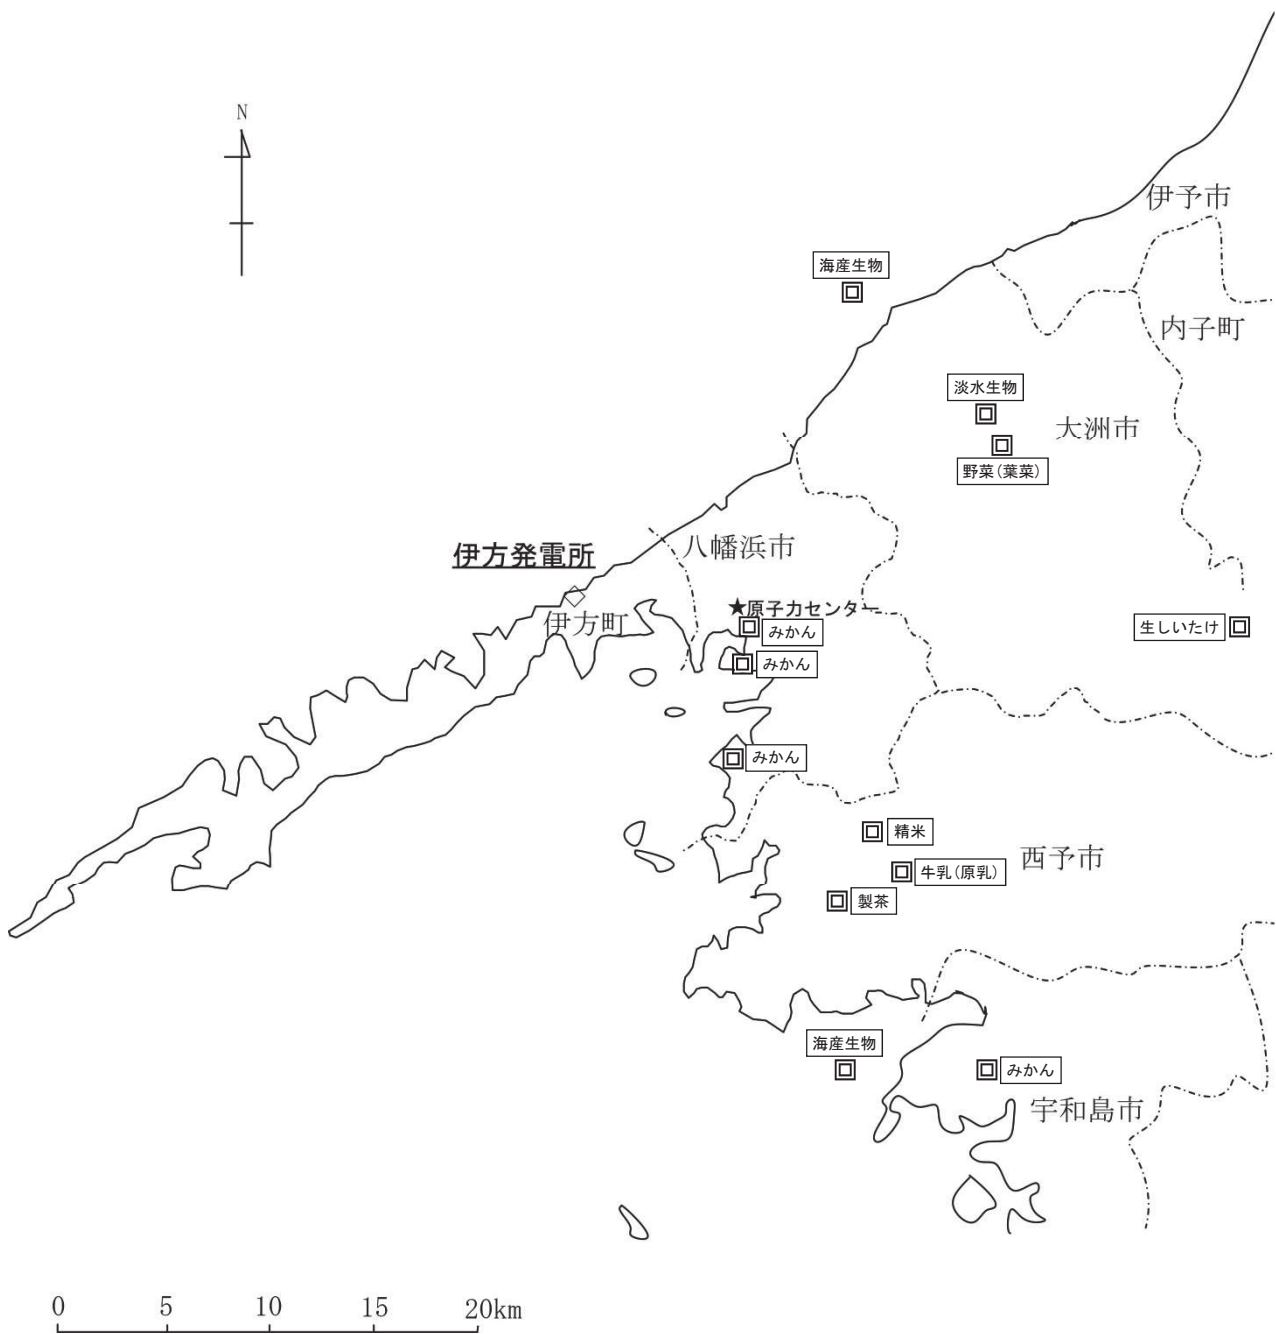 N
伊予市
海産生物
内子町
淡水生物
大洲市
野菜(葉菜)
八幡浜市
伊方発電所
★原子力センター
伊方町
みかん
生しいたけ
みかん
みかん
精米
西予市
牛乳(原乳)
製茶
海産生物
みかん
宇和島市
0 5 10 15 20km